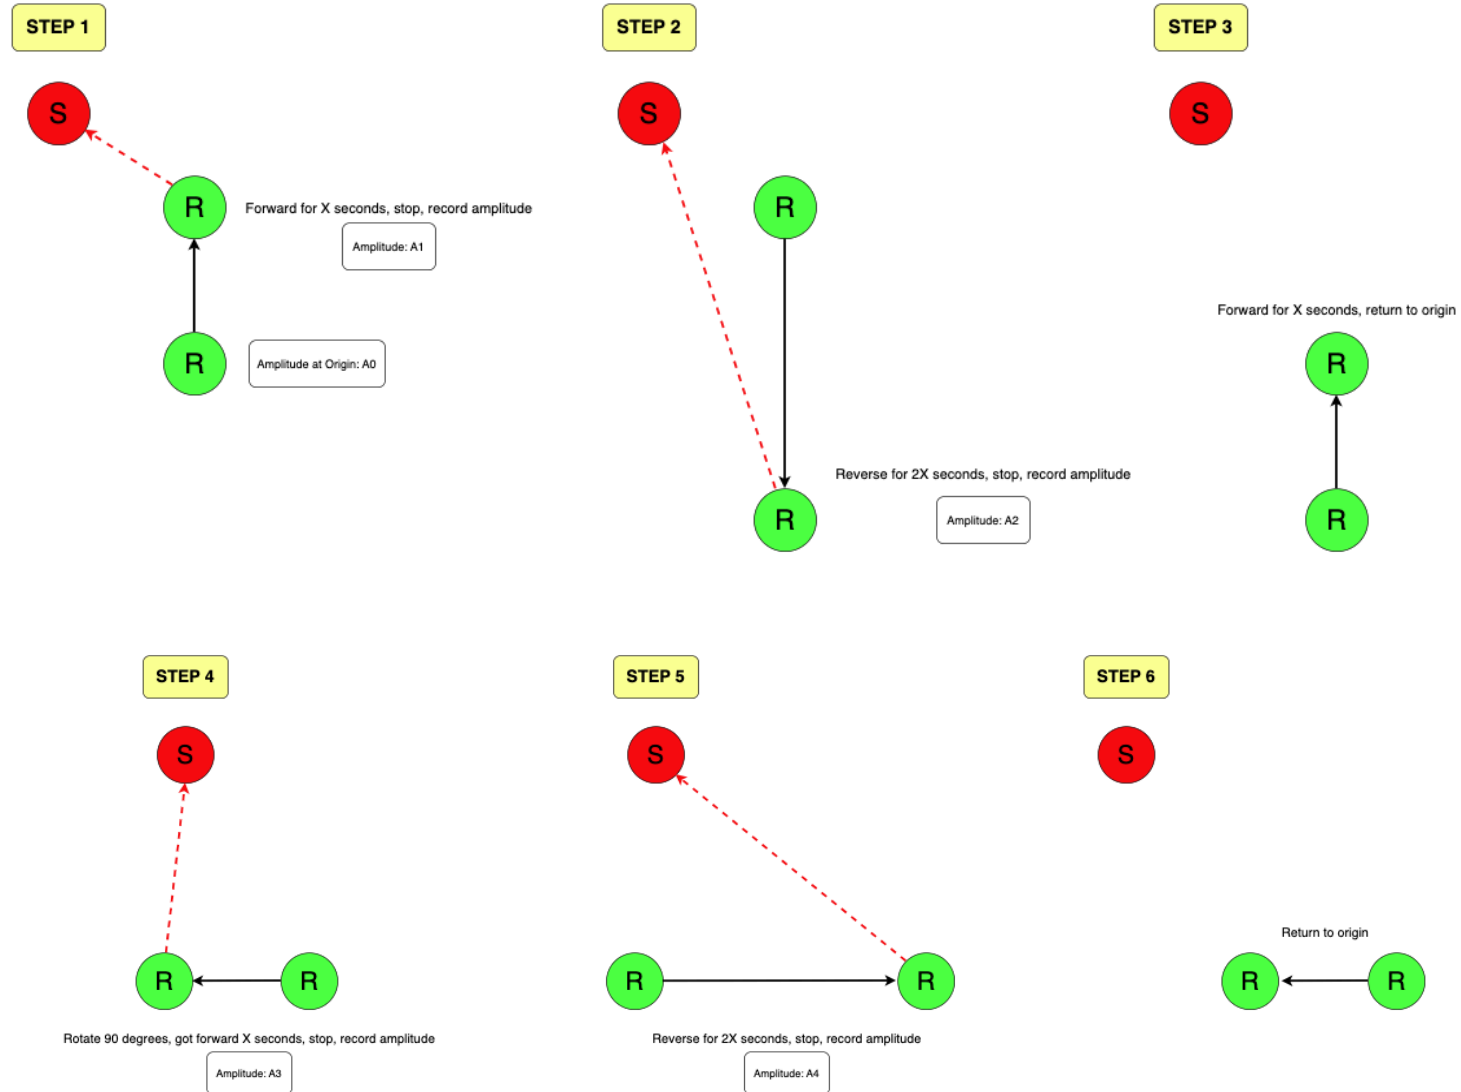 STEP 1
S
R
Forward for X seconds, stop, record amplitude
Amplitude: A1
R
Amplitude at Origin: A0
STEP 2
S
R
Reverse for 2X seconds, stop, record amplitude
R
Amplitude: A2
STEP 3
S
Forward for X seconds, return to origin
R
R
STEP 4
S
R
R
Rotate 90 degrees, got forward X seconds, stop, record amplitude
Amplitude: A3
STEP 5
S
R
R
Reverse for 2X seconds, stop, record amplitude
Amplitude: A4
STEP 6
S
Return to origin
R
R